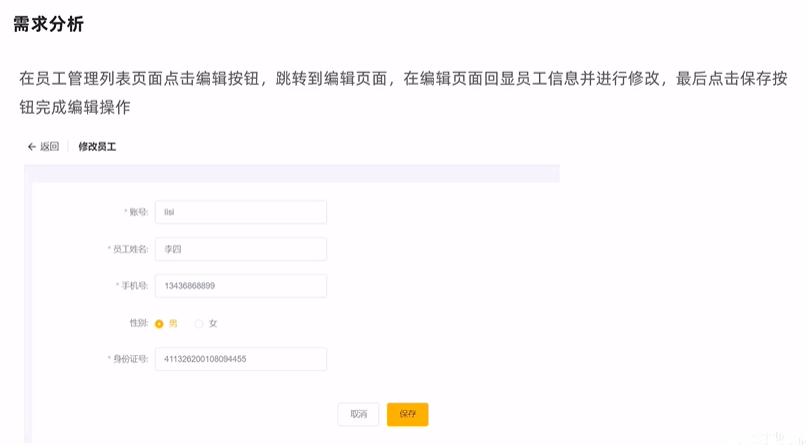 需求分析
在员工管理列表页面点击编辑按钮，跳转到编辑页面，在编辑页面回显员工信息并进行修改，最后点击保存按
钮完成编辑操作
← 返回 修改员工
* 账号: lisi
* 员工姓名: 李四
* 手机号: 13436868899
性别: 男 女
* 身份证号: 411326200108094455
取消 保存